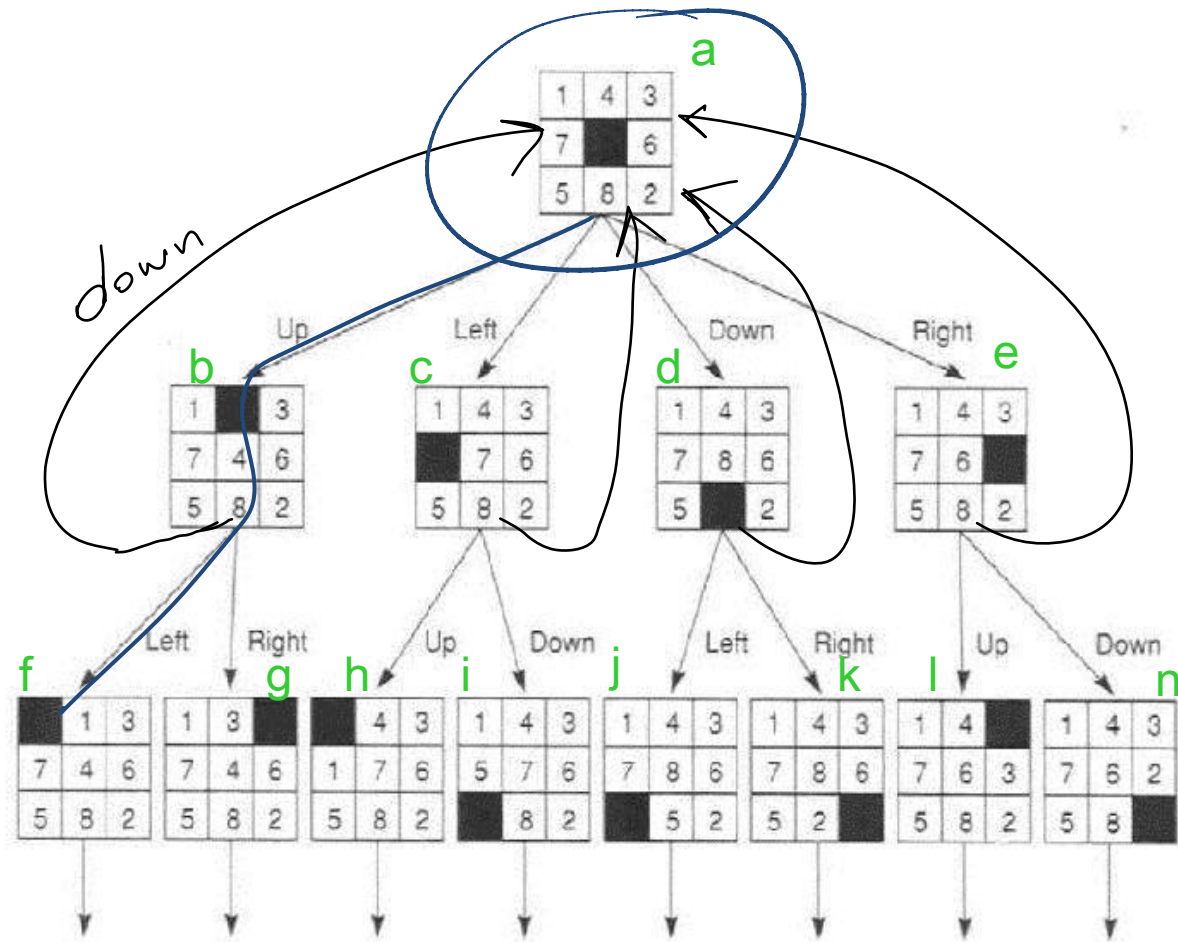 a
1 4 3
7 6
5 8 2
down
Up Left Down Right
b c d e
1 3 1 4 3 1 4 3 1 4 3
7 4 6 7 6 7 8 6 7 6
5 8 2 5 8 2 5 2 5 8 2
Left Right Up Down Left Right Up Down
f g h i j k l n
1 3 1 3 4 3 1 4 3 1 4 3 1 4 3 1 4 1 4 3
7 4 6 7 4 6 1 7 6 5 7 6 7 8 6 7 8 6 7 6 3 7 6 2
5 8 2 5 8 2 5 8 2 8 2 5 2 5 2 5 8 2 5 8